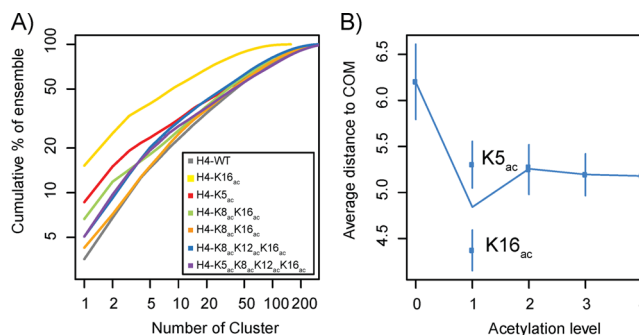 A)
Cumulative % of ensemble
100
50
20
10
5
H4-WT
H4-K16ac
H4-K5ac
H4-K8acK16ac
H4-K8acK16ac
H4-K8acK12acK16ac
H4-K5acK8acK12acK16ac
1 2 5 10 20 50 100 200
Number of Cluster
B)
Average distance to COM
6.5
6.0
5.5
5.0
4.5
K5ac
K16ac
0 1 2 3
Acetylation level